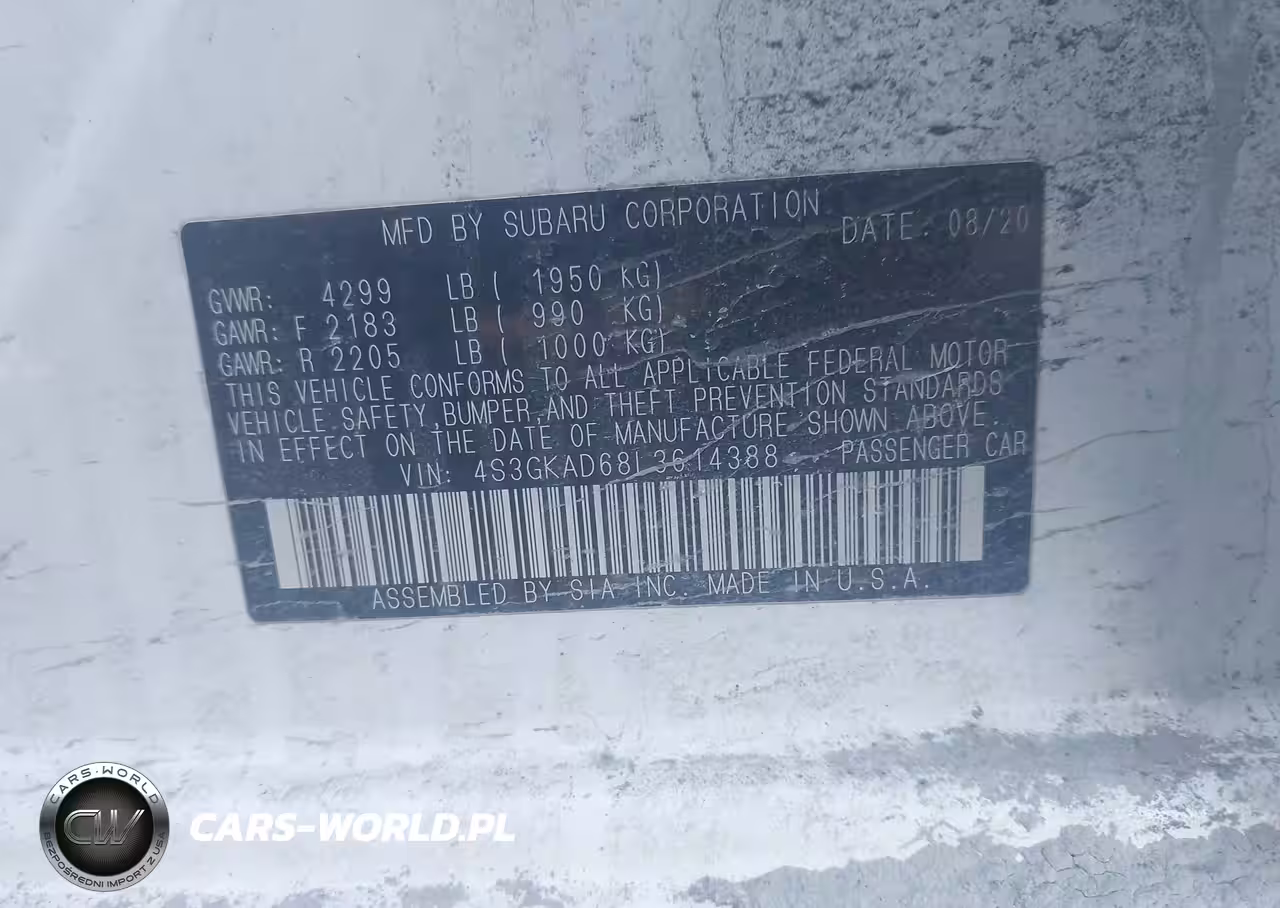 MFD BY SUBARU CORPORATION DATE: 08/20
GVWR: 4299 LB ( 1950 KG)
GAWR: F 2183 LB ( 990 KG)
GAWR: R 2205 LB ( 1000 KG)
THIS VEHICLE CONFORMS TO ALL APPLICABLE FEDERAL MOTOR
VEHICLE SAFETY, BUMPER, AND THEFT PREVENTION STANDARDS
IN EFFECT ON THE DATE OF MANUFACTURE SHOWN ABOVE.
VIN: 4S3GKAD68L3614388 PASSENGER CAR
ASSEMBLED BY S.I.A. INC. MADE IN U.S.A.
CARS-WORLD
CW
BEZPOŚREDNI IMPORT Z USA
CARS-WORLD.PL